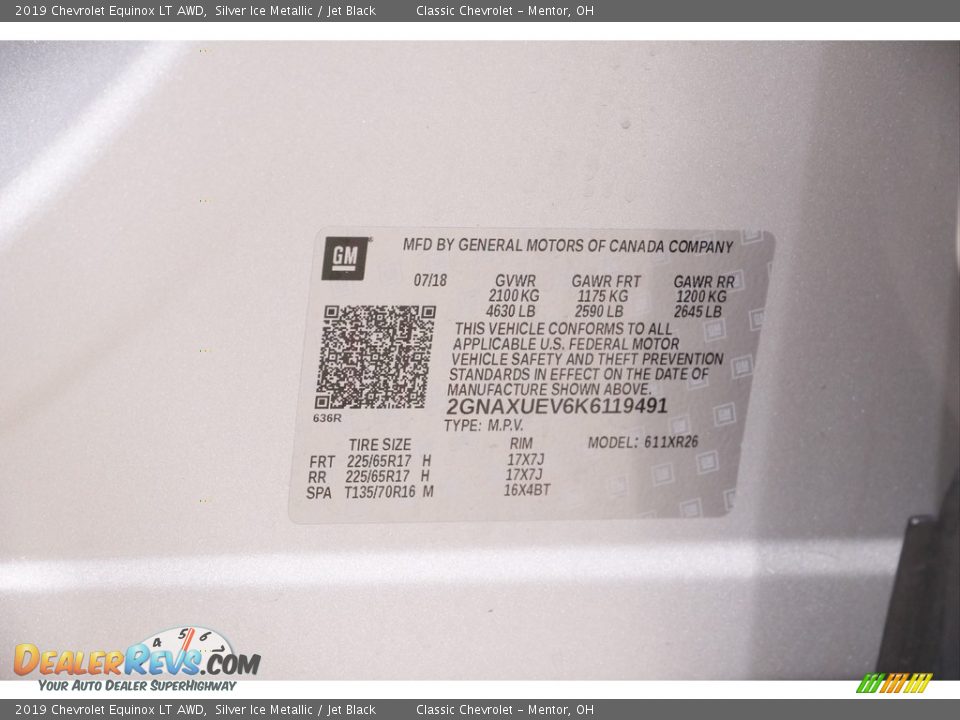 2019 Chevrolet Equinox LT AWD, Silver Ice Metallic / Jet Black Classic Chevrolet - Mentor, OH
GM
MFD BY GENERAL MOTORS OF CANADA COMPANY
07/18 GVWR GAWR FRT GAWR RR
2100 KG 1175 KG 1200 KG
4630 LB 2590 LB 2645 LB
THIS VEHICLE CONFORMS TO ALL
APPLICABLE U.S. FEDERAL MOTOR
VEHICLE SAFETY AND THEFT PREVENTION
STANDARDS IN EFFECT ON THE DATE OF
MANUFACTURE SHOWN ABOVE.
2GNAXUEV6K6119491
636R
TYPE: M.P.V.
TIRE SIZE RIM MODEL: 611XR26
FRT 225/65R17 H 17X7J
RR 225/65R17 H 17X7J
SPA T135/70R16 M 16X4BT
4 5 6 7
DEALERREVS.COM
YOUR AUTO DEALER SUPERHIGHWAY
2019 Chevrolet Equinox LT AWD, Silver Ice Metallic / Jet Black Classic Chevrolet - Mentor, OH